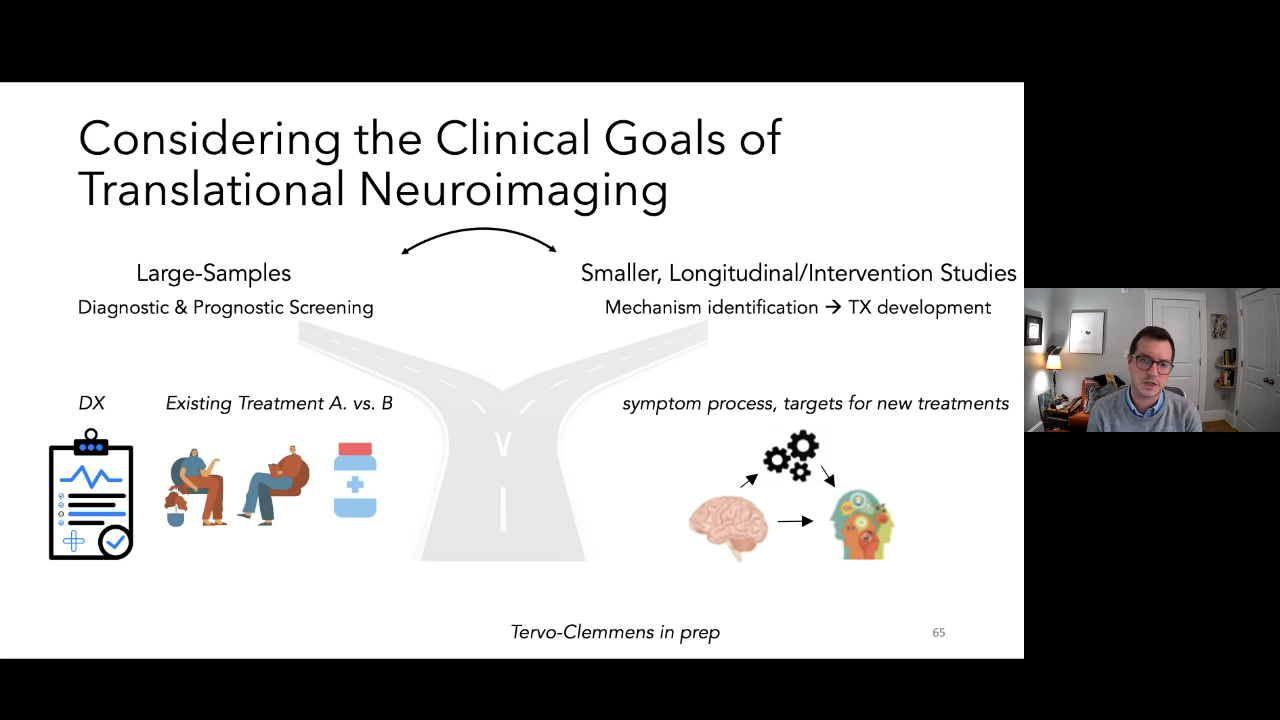 Considering the Clinical Goals of
Translational Neuroimaging
Large-Samples
Diagnostic & Prognostic Screening
Smaller, Longitudinal/Intervention Studies
Mechanism identification → TX development
DX
Existing Treatment A. vs. B
symptom process, targets for new treatments
Tervo-Clemmens in prep
65